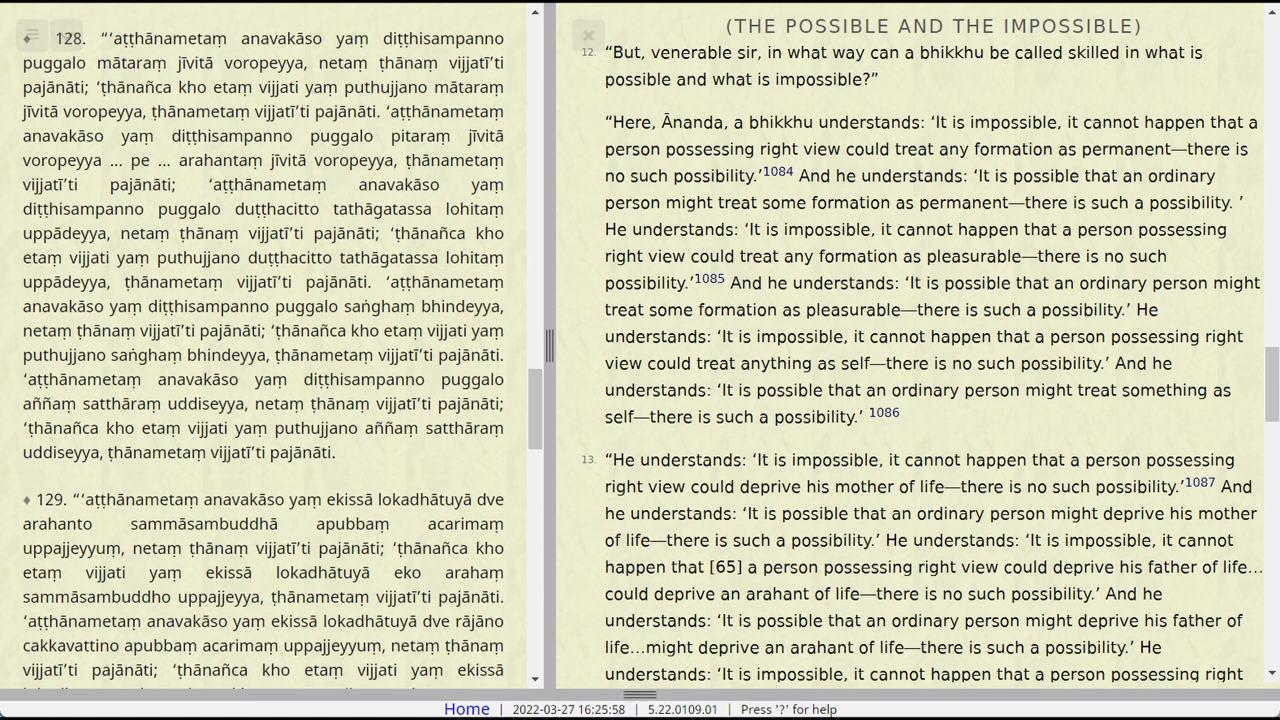 ♦ 128. “‘aṭṭhānametaṃ anavakāso yaṃ diṭṭhisampanno
puggalo mātaraṃ jīvitā voropeyya, netaṃ ṭhānaṃ vijjatī’ti
pajānāti; ‘ṭhānañca kho etaṃ vijjati yaṃ puthujjano mātaraṃ
jīvitā voropeyya, ṭhānametaṃ vijjatī’ti pajānāti. ‘aṭṭhānametaṃ
anavakāso yaṃ diṭṭhisampanno puggalo pitaraṃ jīvitā
voropeyya ... pe ... arahantaṃ jīvitā voropeyya, ṭhānametaṃ
vijjatī’ti pajānāti; ‘aṭṭhānametaṃ anavakāso yaṃ
diṭṭhisampanno puggalo duṭṭhacitto tathāgatassa lohitaṃ
uppādeyya, netaṃ ṭhānaṃ vijjatī’ti pajānāti; ‘ṭhānañca kho
etaṃ vijjati yaṃ puthujjano duṭṭhacitto tathāgatassa lohitaṃ
uppādeyya, ṭhānametaṃ vijjatī’ti pajānāti. ‘aṭṭhānametaṃ
anavakāso yaṃ diṭṭhisampanno puggalo saṅghaṃ bhindeyya,
netaṃ ṭhānaṃ vijjatī’ti pajānāti; ‘ṭhānañca kho etaṃ vijjati yaṃ
puthujjano saṅghaṃ bhindeyya, ṭhānametaṃ vijjatī’ti pajānāti.
‘aṭṭhānametaṃ anavakāso yaṃ diṭṭhisampanno puggalo
aññaṃ satthāraṃ uddiseyya, netaṃ ṭhānaṃ vijjatī’ti pajānāti;
‘ṭhānañca kho etaṃ vijjati yaṃ puthujjano aññaṃ satthāraṃ
uddiseyya, ṭhānametaṃ vijjatī’ti pajānāti.
♦ 129. “‘aṭṭhānametaṃ anavakāso yaṃ ekissā lokadhātuyā dve
arahanto sammāsambuddhā apubbaṃ acarimaṃ
uppajjeyyuṃ, netaṃ ṭhānaṃ vijjatī’ti pajānāti; ‘ṭhānañca kho
etaṃ vijjati yaṃ ekissā lokadhātuyā eko arahaṃ
sammāsambuddho uppajjeyya, ṭhānametaṃ vijjatī’ti pajānāti.
‘aṭṭhānametaṃ anavakāso yaṃ ekissā lokadhātuyā dve rājāno
cakkavattino apubbaṃ acarimaṃ uppajjeyyuṃ, netaṃ ṭhānaṃ
vijjatī’ti pajānāti; ‘ṭhānañca kho etaṃ vijjati yaṃ ekissā
(THE POSSIBLE AND THE IMPOSSIBLE)
12. “But, venerable sir, in what way can a bhikkhu be called skilled in what is
possible and what is impossible?”
“Here, Ānanda, a bhikkhu understands: ‘It is impossible, it cannot happen that a
person possessing right view could treat any formation as permanent—there is
no such possibility.’1084 And he understands: ‘It is possible that an ordinary
person might treat some formation as permanent—there is such a possibility. ’
He understands: ‘It is impossible, it cannot happen that a person possessing
right view could treat any formation as pleasurable—there is no such
possibility.’1085 And he understands: ‘It is possible that an ordinary person might
treat some formation as pleasurable—there is such a possibility.’ He
understands: ‘It is impossible, it cannot happen that a person possessing right
view could treat anything as self—there is no such possibility.’ And he
understands: ‘It is possible that an ordinary person might treat something as
self—there is such a possibility.’ 1086
13. “He understands: ‘It is impossible, it cannot happen that a person possessing
right view could deprive his mother of life—there is no such possibility.’1087 And
he understands: ‘It is possible that an ordinary person might deprive his mother
of life—there is such a possibility.’ He understands: ‘It is impossible, it cannot
happen that [65] a person possessing right view could deprive his father of life…
could deprive an arahant of life—there is no such possibility.’ And he
understands: ‘It is possible that an ordinary person might deprive his father of
life…might deprive an arahant of life—there is such a possibility.’ He
understands: ‘It is impossible, it cannot happen that a person possessing right
Home | 2022-03-27 16:25:58 | 5.22.0109.01 | Press '?' for help